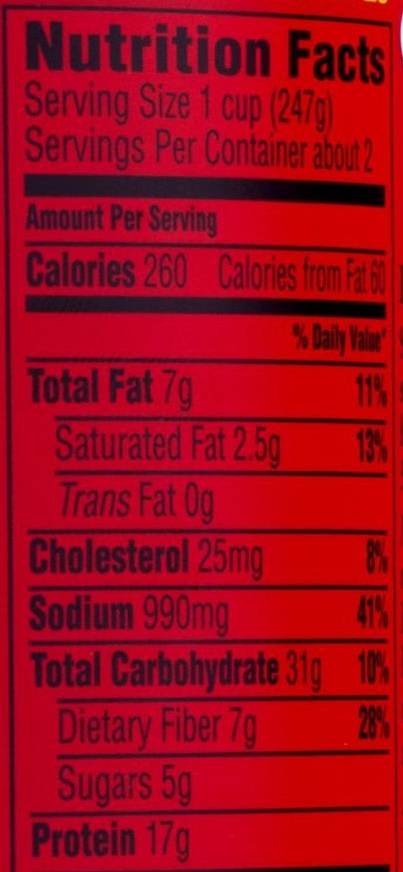 Nutrition Facts
Serving Size 1 cup (247g)
Servings Per Container about 2
Amount Per Serving
Calories 260 Calories from Fat 60
% Daily Value*
Total Fat 7g 11%
Saturated Fat 2.5g 13%
Trans Fat 0g
Cholesterol 25mg 8%
Sodium 990mg 41%
Total Carbohydrate 31g 10%
Dietary Fiber 7g 28%
Sugars 5g
Protein 17g